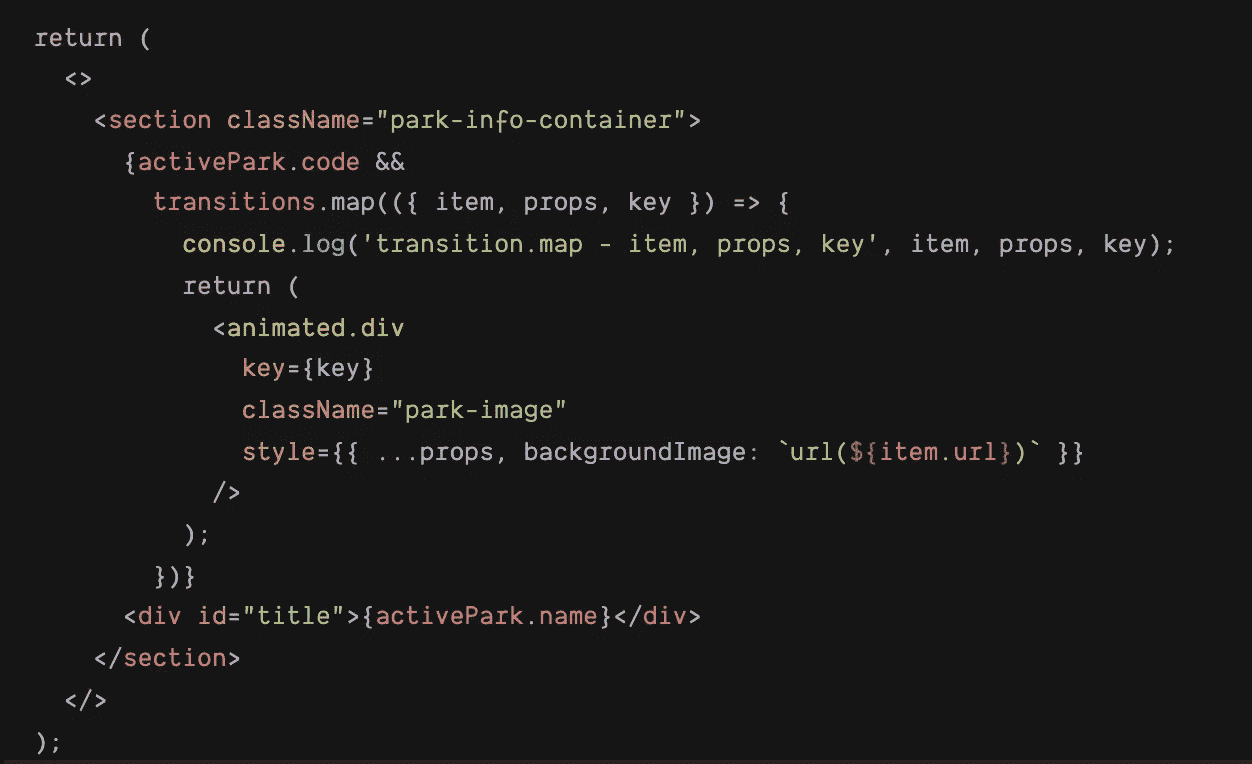 return (
<>
<section className="park-info-container">
{activePark.code &&
transitions.map(({ item, props, key }) => {
console.log('transition.map - item, props, key', item, props, key);
return (
<animated.div
key={key}
className="park-image"
style={{ ...props, backgroundImage: `url(${item.url})` }}
/>
);
})}
<div id="title">{activePark.name}</div>
</section>
</>
);